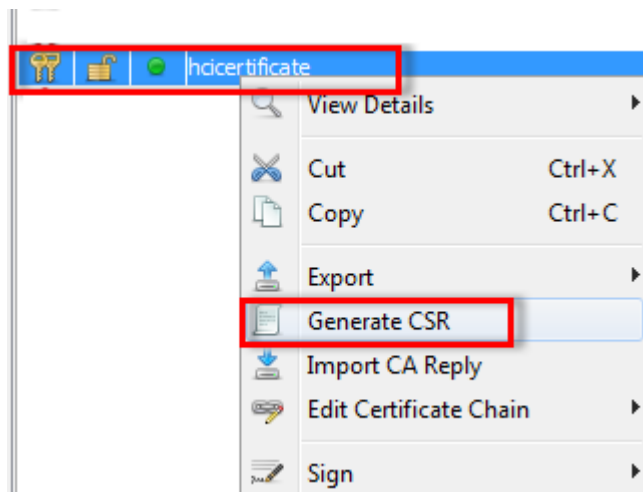 hcicertificate
View Details
Cut Ctrl+X
Copy Ctrl+C
Export
Generate CSR
Import CA Reply
Edit Certificate Chain
Sign